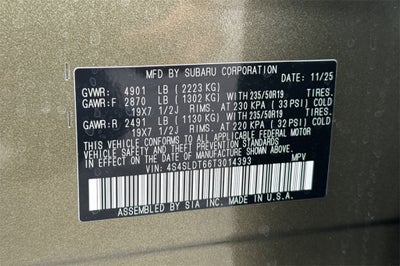 MFD BY SUBARU CORPORATION DATE: 11/25
GVWR: 4901 LB (2223 KG)
GAWR:F 2870 LB (1302 KG) WITH 235/50R19 TIRES.
19X7 1/2J RIMS. AT 230 KPA (33 PSI) COLD
GAWR:R 2491 LB (1130 KG) WITH 235/50R19 TIRES.
19X7 1/2J RIMS. AT 220 KPA (32 PSI) COLD
THIS VEHICLE CONFORMS TO ALL APPLICABLE FEDERAL MOTOR
VEHICLE SAFETY AND THEFT PREVENTION STANDARDS
IN EFFECT ON THE DATE OF MANUFACTURE SHOWN ABOVE.
VIN: 4S4SLDT66T3014393 MPV
ASSEMBLED BY SIA MADE IN U.S.A.